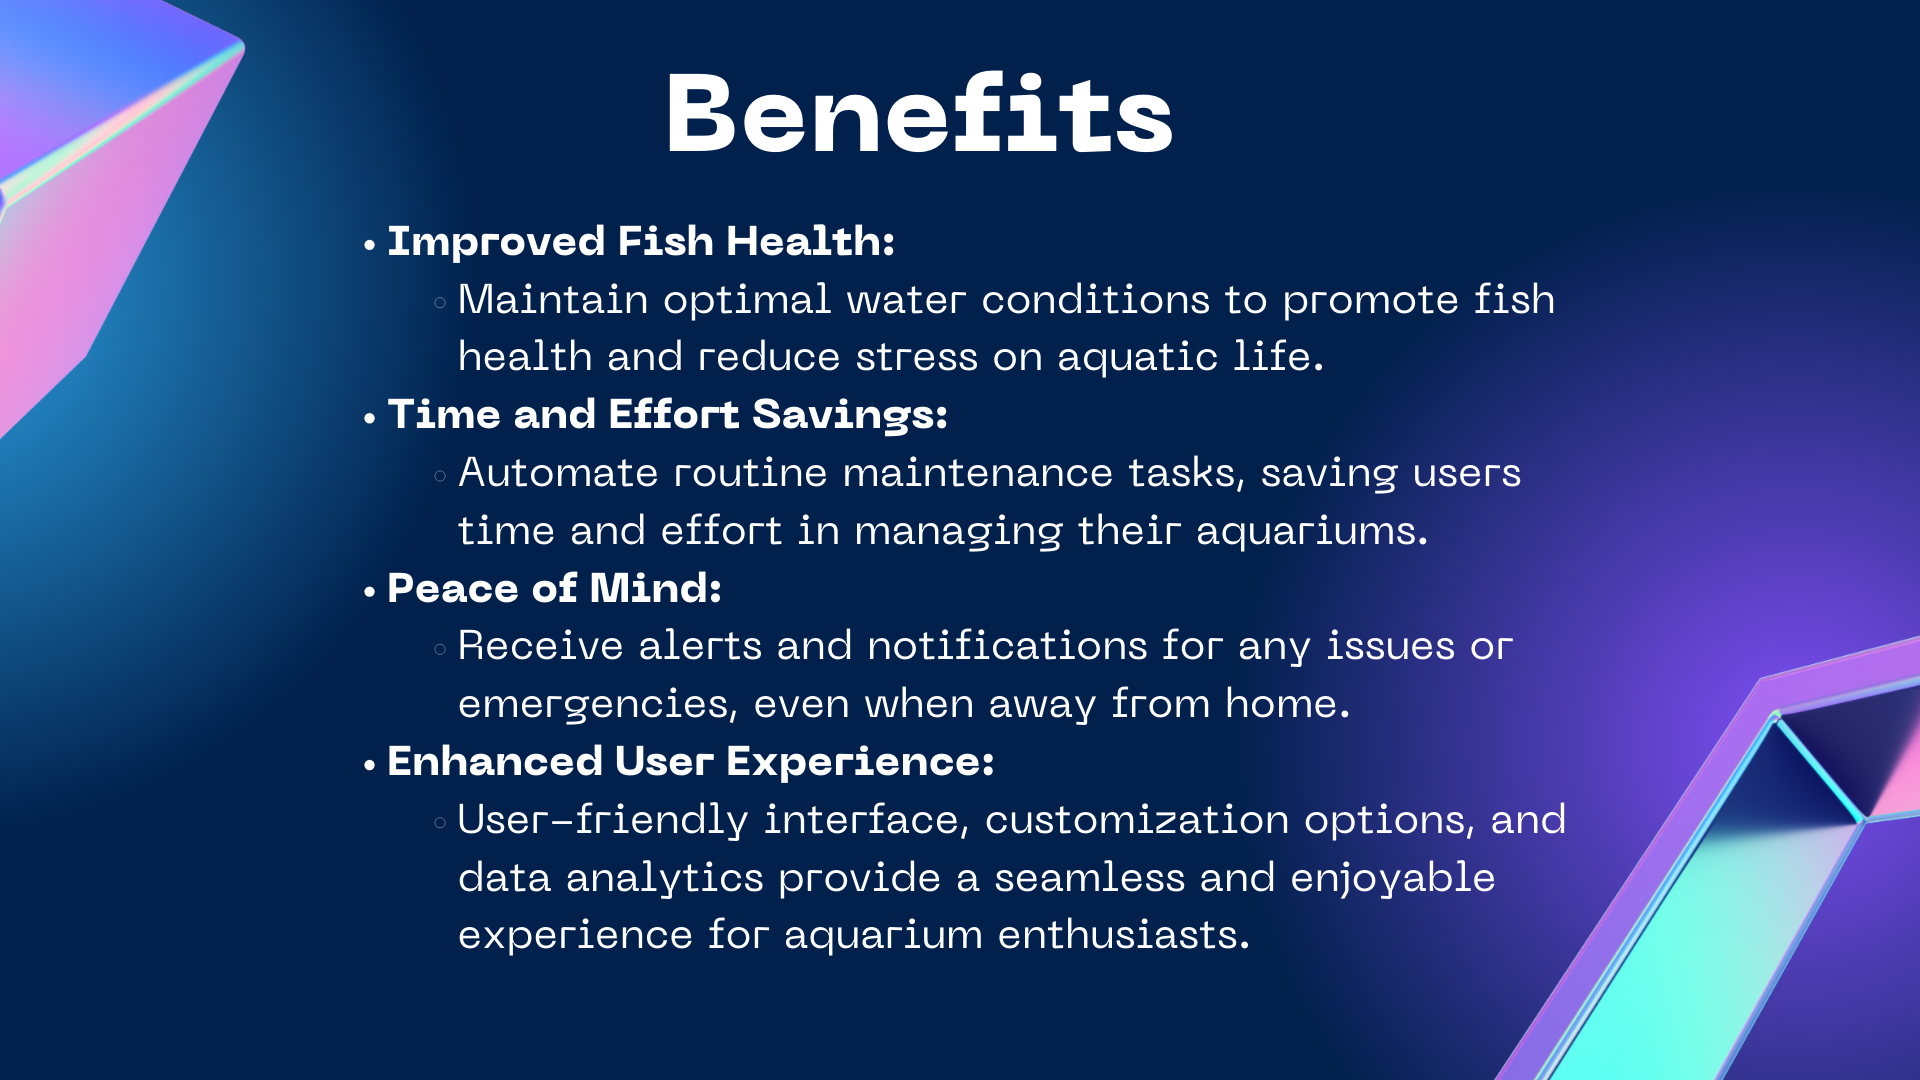 Benefits
• Improved Fish Health:
○ Maintain optimal water conditions to promote fish
health and reduce stress on aquatic life.
• Time and Effort Savings:
○ Automate routine maintenance tasks, saving users
time and effort in managing their aquariums.
• Peace of Mind:
○ Receive alerts and notifications for any issues or
emergencies, even when away from home.
• Enhanced User Experience:
○ User-friendly interface, customization options, and
data analytics provide a seamless and enjoyable
experience for aquarium enthusiasts.